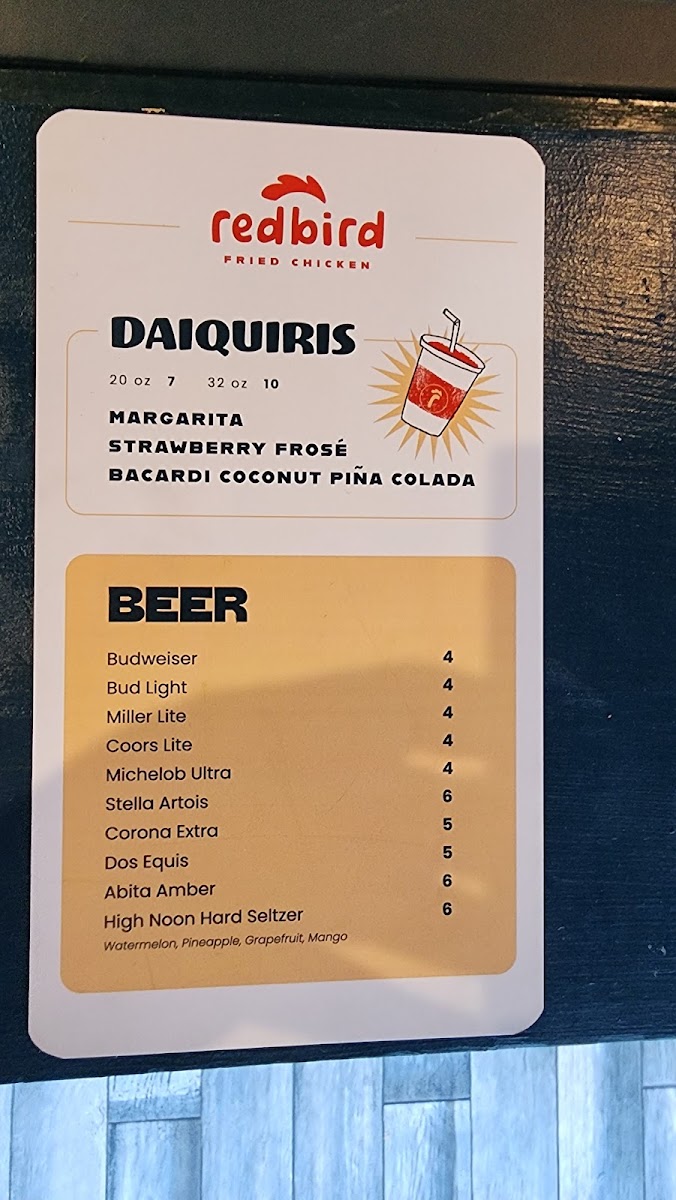 redbird
FRIED CHICKEN
DAIQUIRIS
20 oz 7 32 oz 10
MARGARITA
STRAWBERRY FROSÉ
BACARDI COCONUT PIÑA COLADA
BEER
Budweiser 4
Bud Light 4
Miller Lite 4
Coors Lite 4
Michelob Ultra 4
Stella Artois 6
Corona Extra 5
Dos Equis 5
Abita Amber 6
High Noon Hard Seltzer 6
Watermelon, Pineapple, Grapefruit, Mango